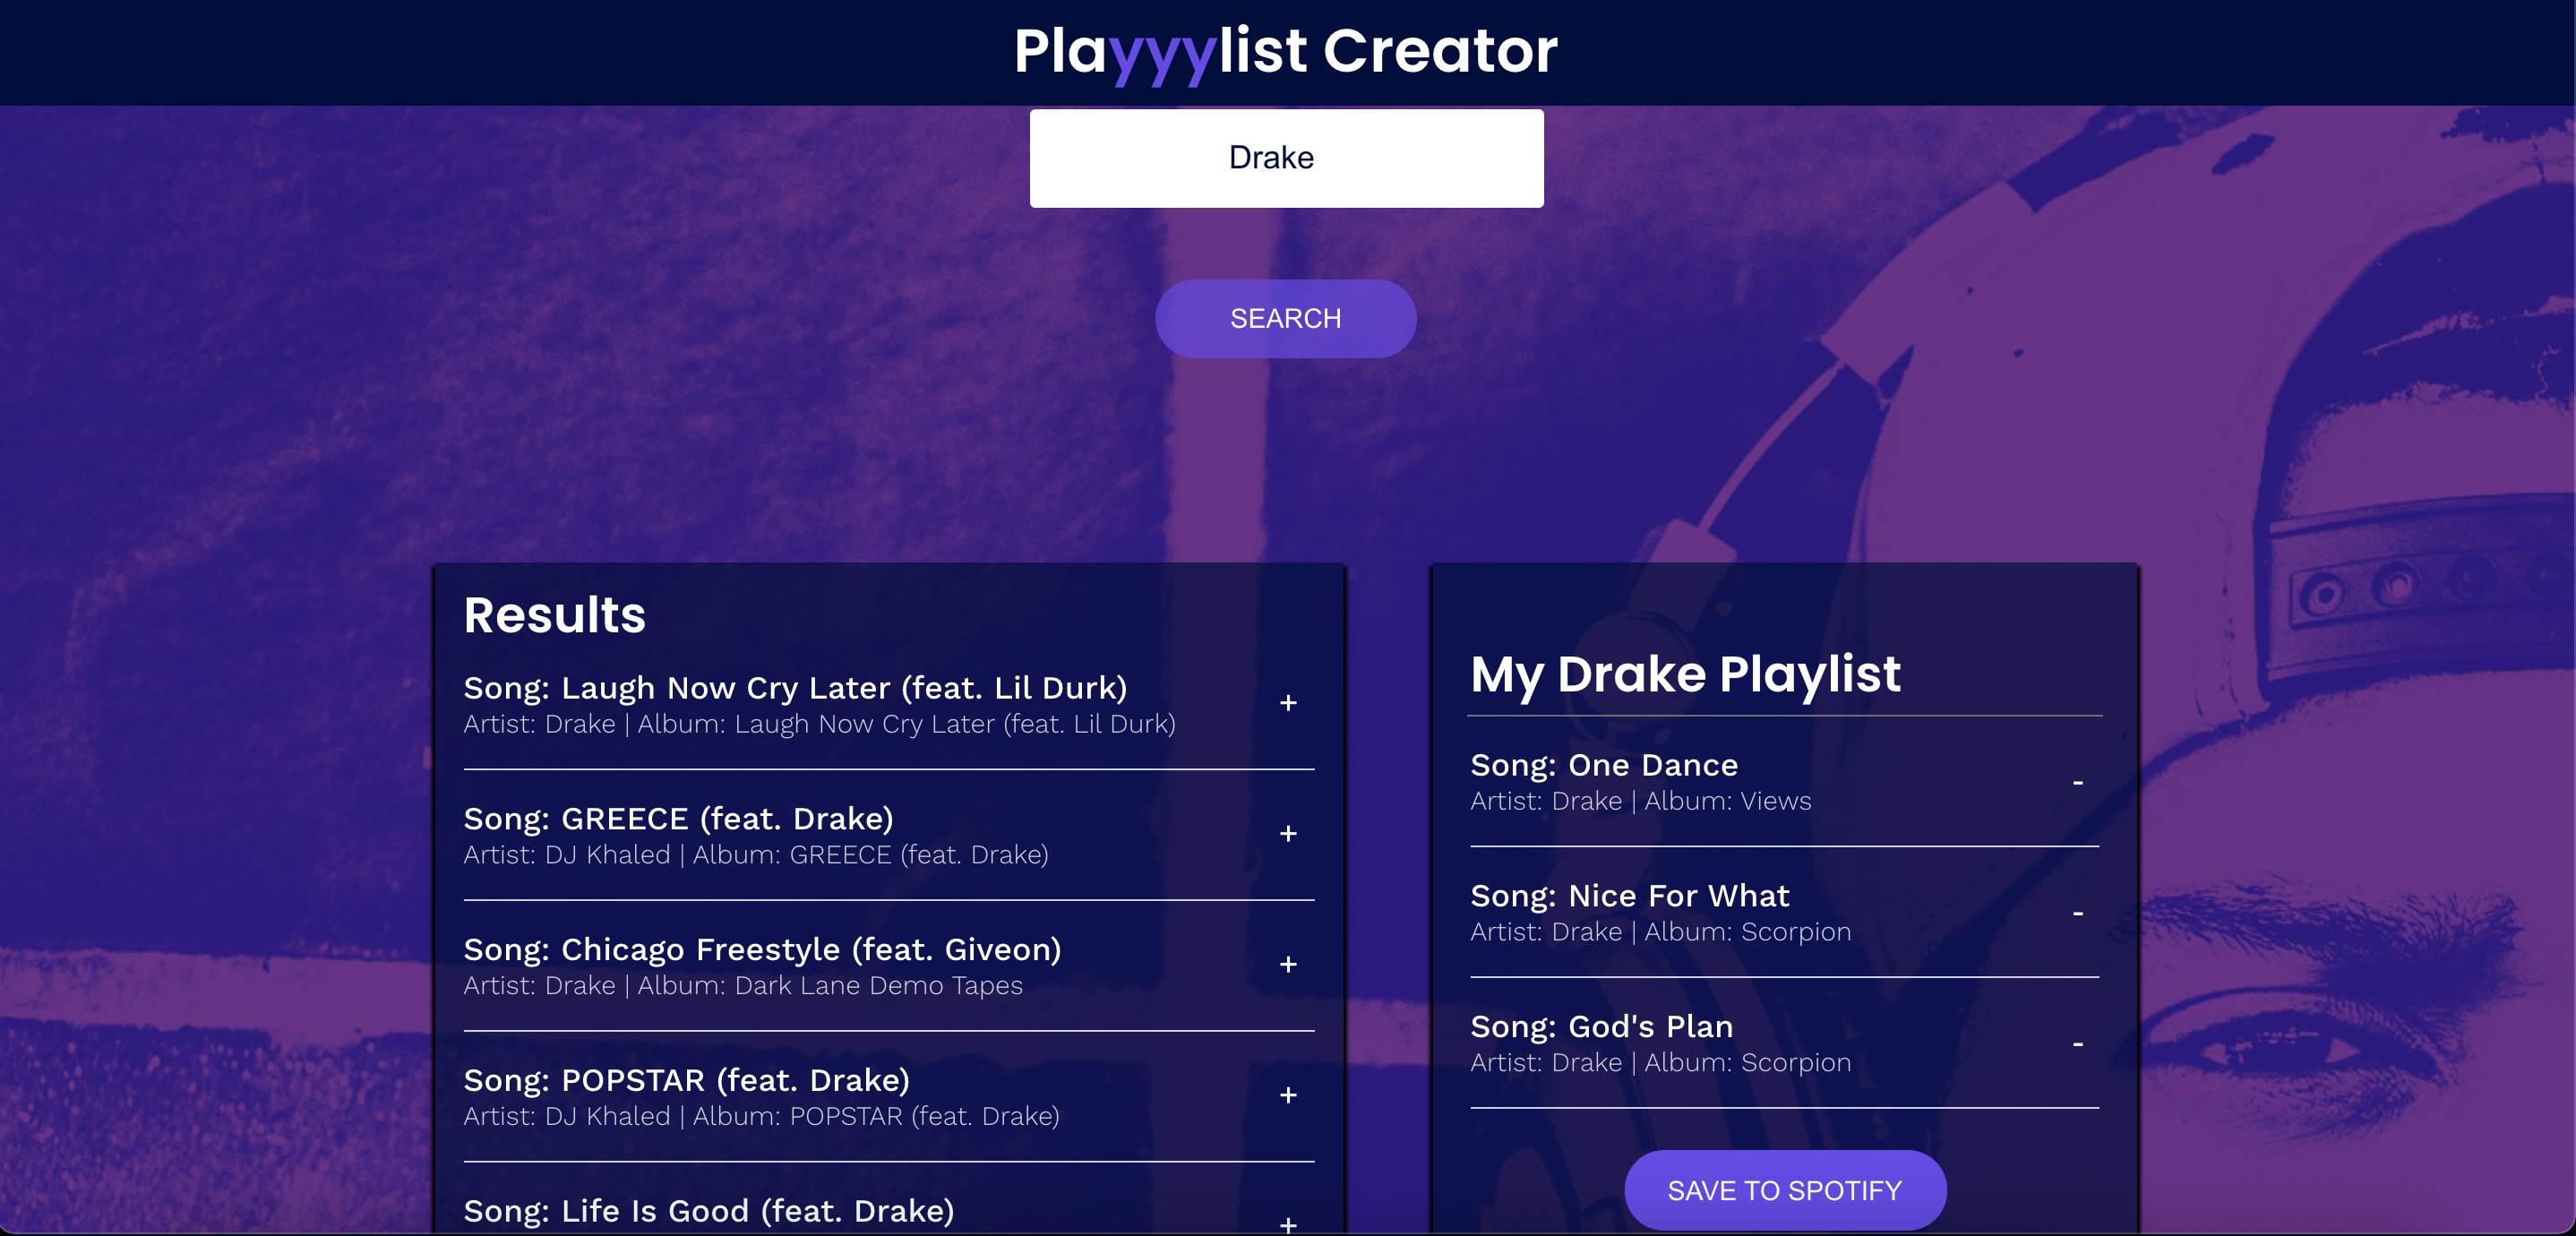 Playyylist Creator
Drake
SEARCH
Results
Song: Laugh Now Cry Later (feat. Lil Durk)
Artist: Drake | Album: Laugh Now Cry Later (feat. Lil Durk)
+
Song: GREECE (feat. Drake)
Artist: DJ Khaled | Album: GREECE (feat. Drake)
+
Song: Chicago Freestyle (feat. Giveon)
Artist: Drake | Album: Dark Lane Demo Tapes
+
Song: POPSTAR (feat. Drake)
Artist: DJ Khaled | Album: POPSTAR (feat. Drake)
+
Song: Life Is Good (feat. Drake)
+
My Drake Playlist
Song: One Dance
Artist: Drake | Album: Views
-
Song: Nice For What
Artist: Drake | Album: Scorpion
-
Song: God's Plan
Artist: Drake | Album: Scorpion
-
SAVE TO SPOTIFY